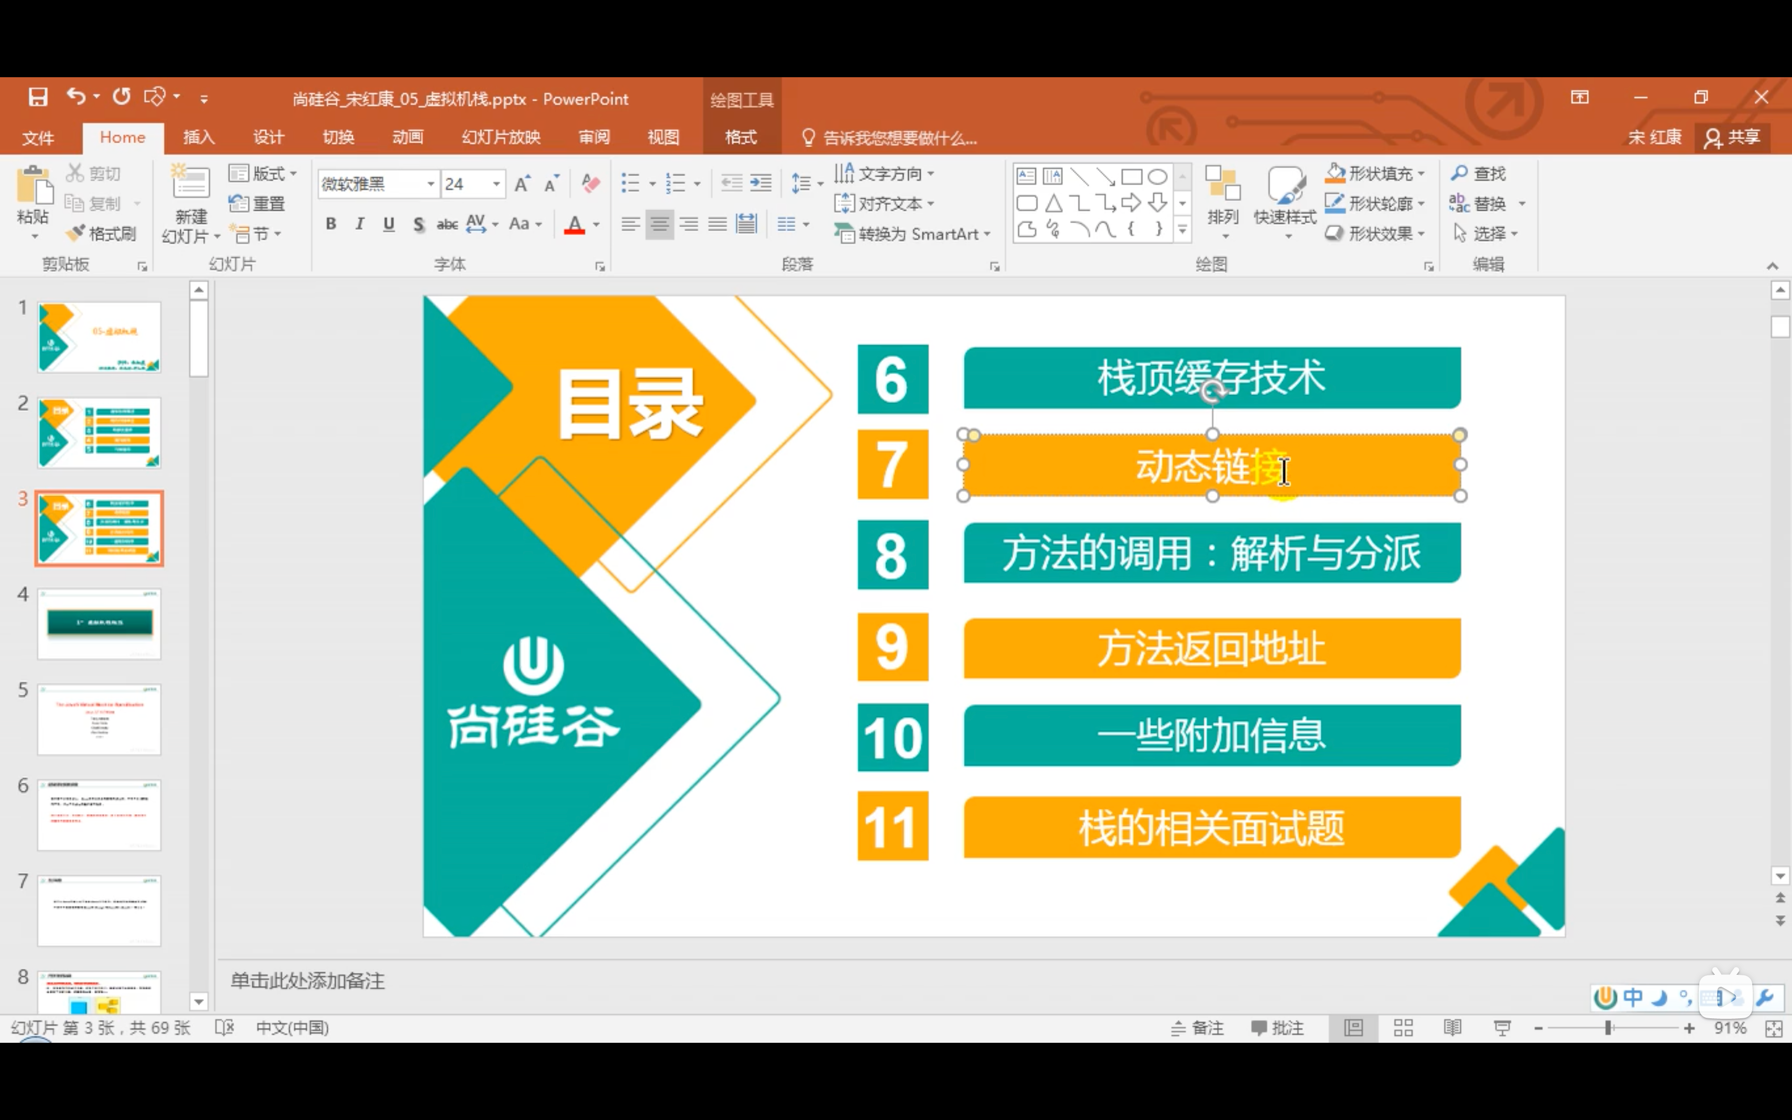 尚硅谷_宋红康_05_虚拟机栈.pptx - PowerPoint
绘图工具
文件
Home
插入
设计
切换
动画
幻灯片放映
审阅
视图
格式
告诉我您想要做什么...
宋 红康
共享
粘贴
剪切
复制
格式刷
剪贴板
新建
幻灯片
版式
重置
节
幻灯片
微软雅黑
24
B I U S abc AV Aa A
字体
文字方向
对齐文本
转换为 SmartArt
段落
排列
快速样式
形状填充
形状轮廓
形状效果
绘图
查找
替换
选择
编辑
1
2
3
4
5
6
7
8
05-虚拟机栈
目录
尚硅谷
6 栈顶缓存技术
7 动态链接
8 方法的调用：解析与分派
9 方法返回地址
10 一些附加信息
11 栈的相关面试题
单击此处添加备注
中
幻灯片 第 3 张，共 69 张
中文(中国)
备注
批注
91%